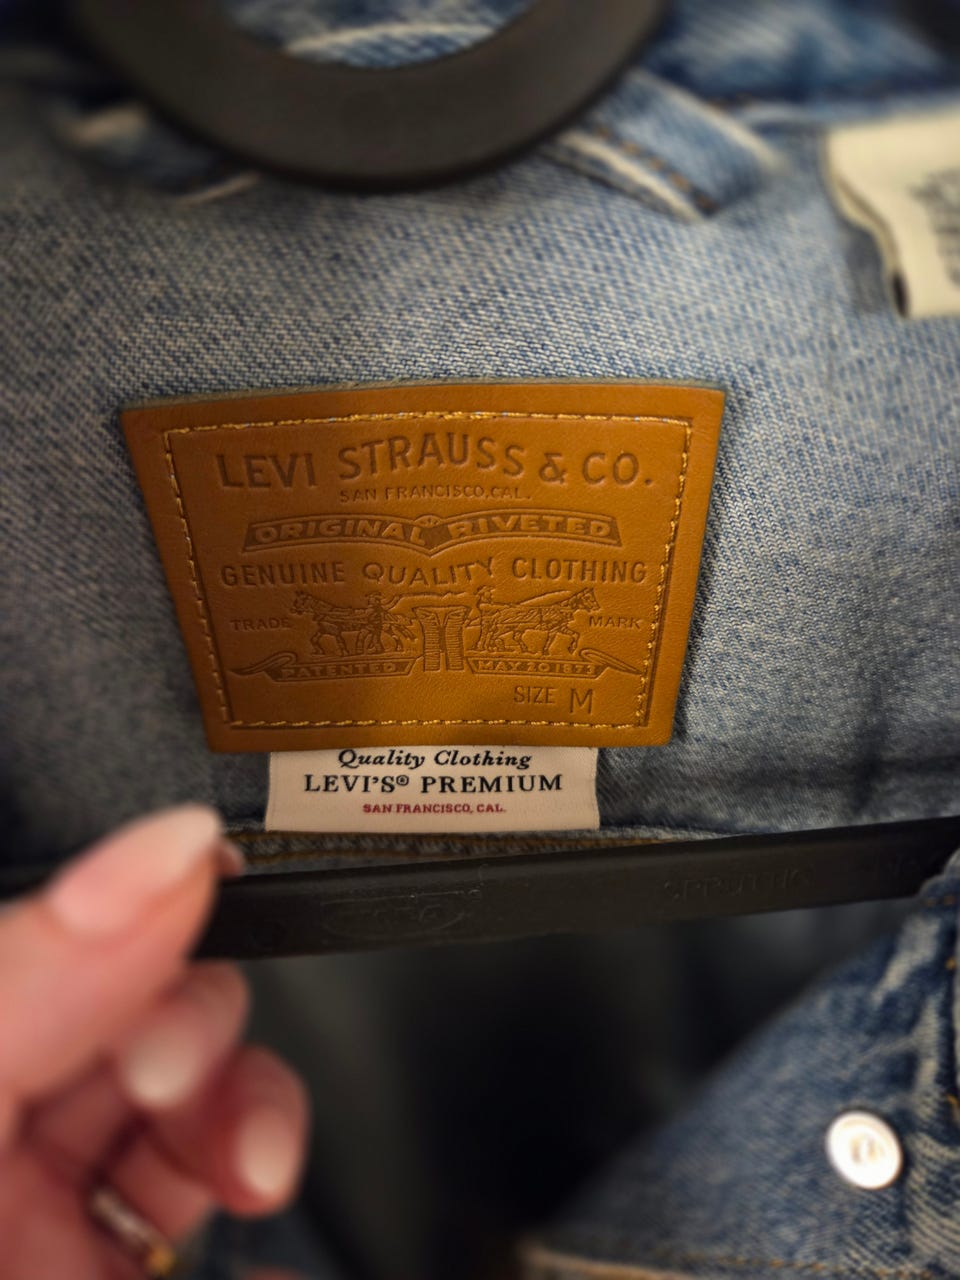 LEVI STRAUSS & CO.
SAN FRANCISCO, CAL.
ORIGINAL RIVETED
GENUINE QUALITY CLOTHING
TRADE MARK
PATENTED MAY 20 1873
SIZE M
Quality Clothing
LEVI'S® PREMIUM
SAN FRANCISCO, CAL.